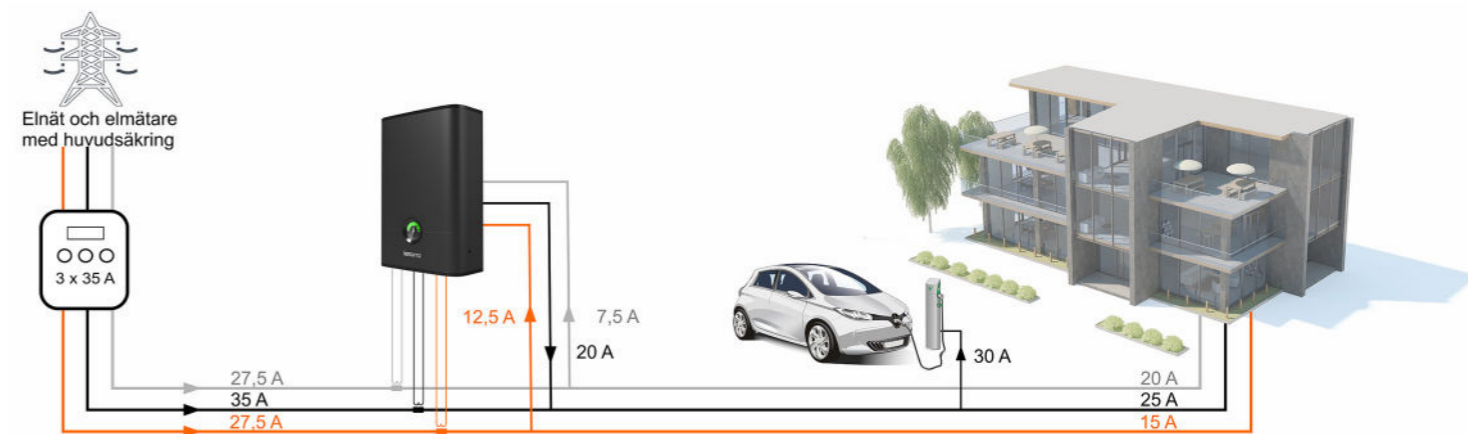 Elnät och elmätare
med huvudsäkring
3 x 35 A
12,5 A
7,5 A
20 A
30 A
27,5 A
20 A
35 A
25 A
27,5 A
15 A